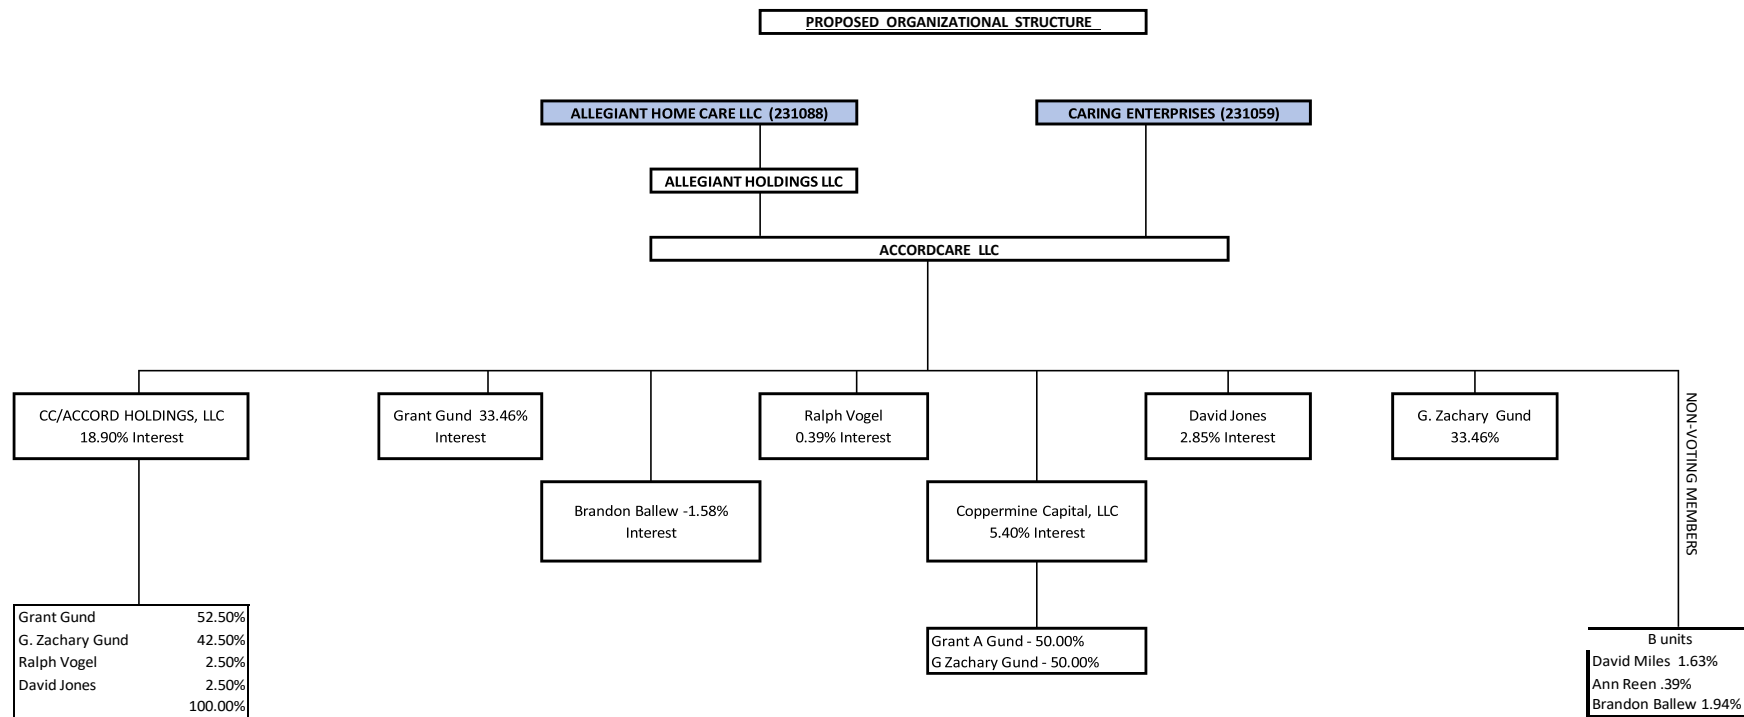 PROPOSED ORGANIZATIONAL STRUCTURE
ALLEGIANT HOME CARE LLC (231088)
CARING ENTERPRISES (231059)
ALLEGIANT HOLDINGS LLC
ACCORDCARE LLC
CC/ACCORD HOLDINGS, LLC
18.90% Interest
Grant Gund 33.46%
Interest
Ralph Vogel
0.39% Interest
David Jones
2.85% Interest
G. Zachary Gund
33.46%
NON-VOTING MEMBERS
Brandon Ballew -1.58%
Interest
Coppermine Capital, LLC
5.40% Interest
Grant Gund 52.50%
G. Zachary Gund 42.50%
Ralph Vogel 2.50%
David Jones 2.50%
100.00%
Grant A Gund - 50.00%
G Zachary Gund - 50.00%
B units
David Miles 1.63%
Ann Reen .39%
Brandon Ballew 1.94%